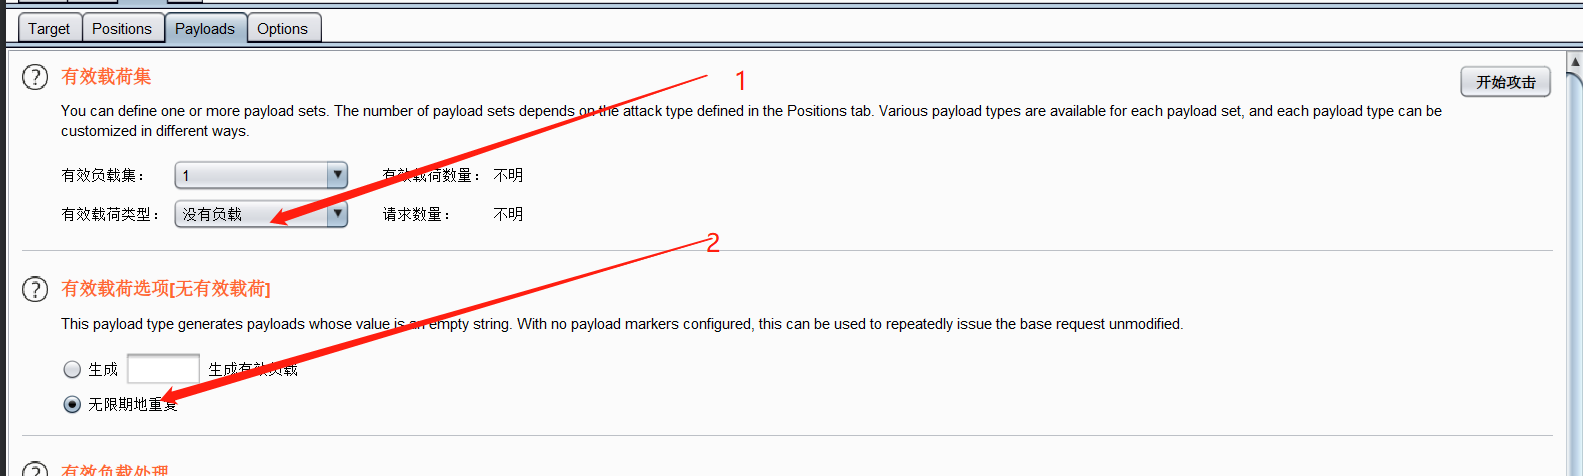 Target Positions Payloads Options
有效载荷集
开始攻击
1
You can define one or more payload sets. The number of payload sets depends on the attack type defined in the Positions tab. Various payload types are available for each payload set, and each payload type can be
customized in different ways.
有效负载集： 1 有效载荷数量： 不明
有效载荷类型： 没有负载 请求数量： 不明
2
有效载荷选项[无有效载荷]
This payload type generates payloads whose value is an empty string. With no payload markers configured, this can be used to repeatedly issue the base request unmodified.
生成 生成有效负载
无限期地重复
有效负载处理